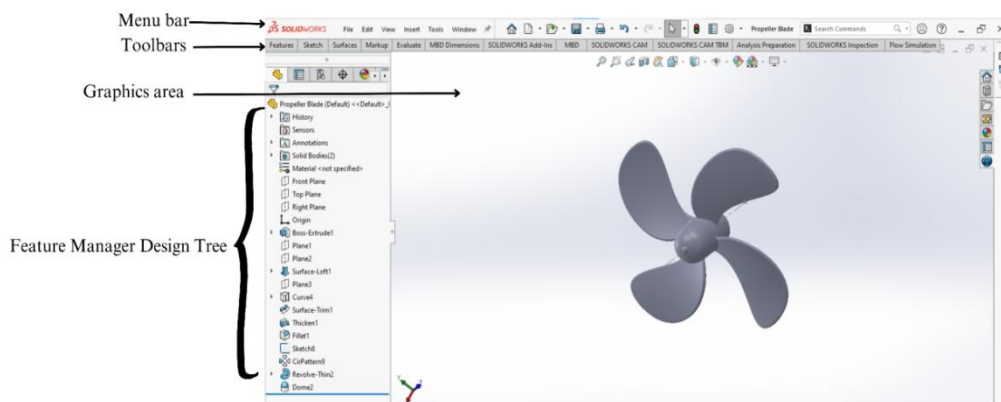 Menu bar
SOLIDWORKS File Edit View Insert Tools Window Propeller Blade Search Commands
Toolbars
Features Sketch Surfaces Markup Evaluate MBD Dimensions SOLIDWORKS Add-Ins MBD SOLIDWORKS CAM SOLIDWORKS CAM TBM Analysis Preparation SOLIDWORKS Inspection Flow Simulation
Graphics area
Propeller Blade (Default) <<Default>_
History
Sensors
Annotations
Solid Bodies(2)
Material <not specified>
Front Plane
Top Plane
Right Plane
Origin
Boss-Extrude1
Feature Manager Design Tree
Plane1
Plane2
Surface-Loft1
Plane3
Curve4
Surface-Trim1
Thicken1
Fillet1
Sketch8
CirPattern9
Revolve-Thin2
Dome2